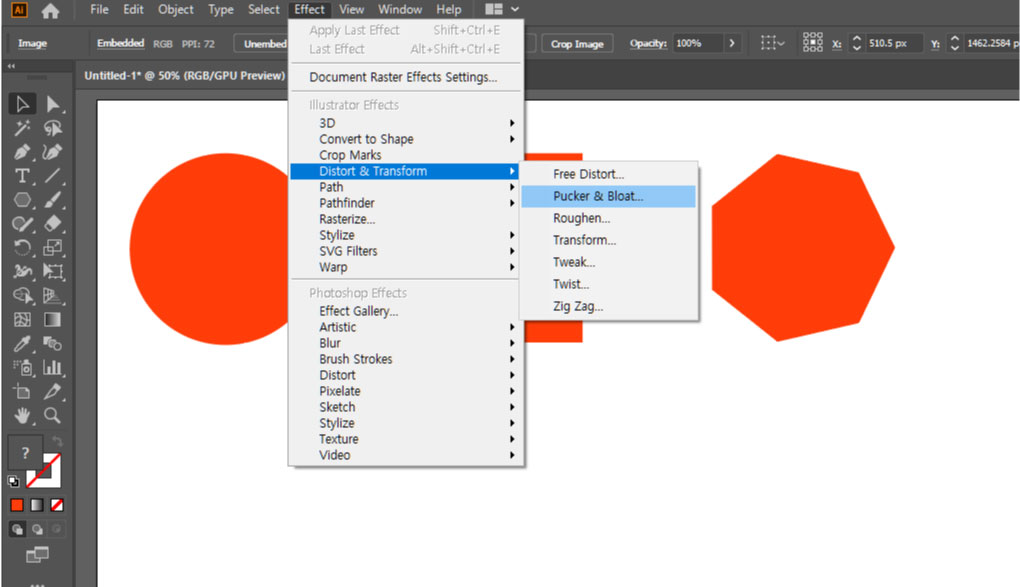 Ai File Edit Object Type Select Effect View Window Help
Image Embedded RGB PPI: 72 Unembed Crop Image Opacity: 100% X: 510.5 px Y: 1462.2584 p
Untitled-1* @ 50% (RGB/GPU Preview)
Apply Last Effect Shift+Ctrl+E
Last Effect Alt+Shift+Ctrl+E
Document Raster Effects Settings...
Illustrator Effects
3D
Convert to Shape
Crop Marks
Distort & Transform
Path
Pathfinder
Rasterize...
Stylize
SVG Filters
Warp
Free Distort...
Pucker & Bloat...
Roughen...
Transform...
Tweak...
Twist...
Zig Zag...
Photoshop Effects
Effect Gallery...
Artistic
Blur
Brush Strokes
Distort
Pixelate
Sketch
Stylize
Texture
Video
?